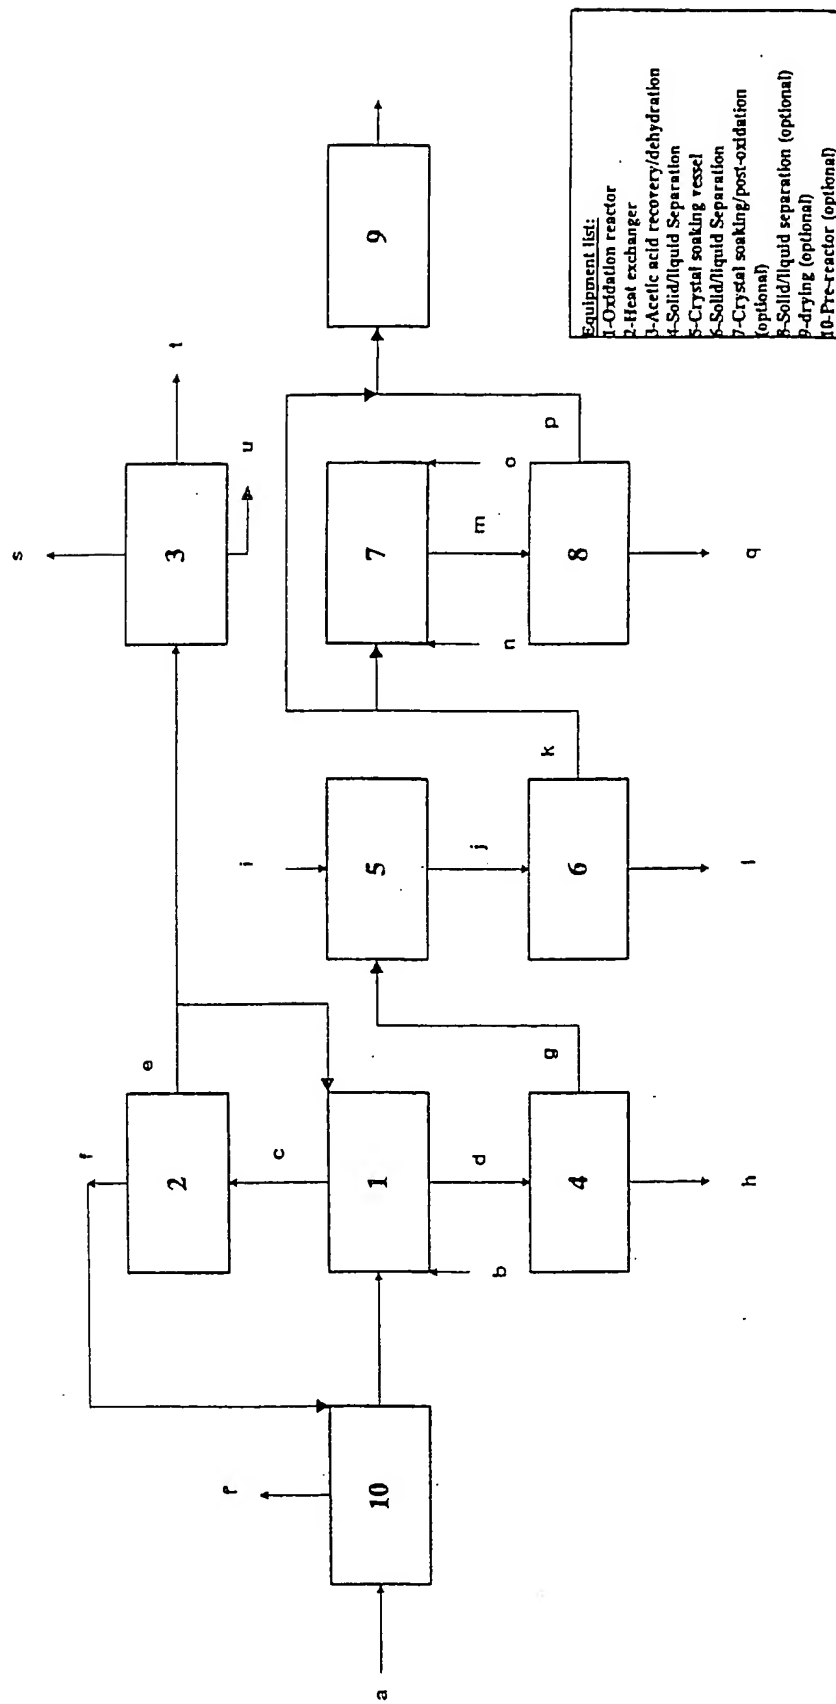 s
t
3
u
e
f
2
c
1
b
d
4
h
g
i
5
j
6
l
k
7
n
o
m
8
p
q
9
r
10
a
Equipment list:
1-Oxidation reactor
2-Heat exchanger
3-Acetic acid recovery/dehydration
4-Solid/liquid Separation
5-Crystal soaking vessel
6-Solid/liquid Separation
7-Crystal soaking/post-oxidation
(optional)
8-Solid/liquid separation (optional)
9-drying (optional)
10-Pre-reactor (optional)